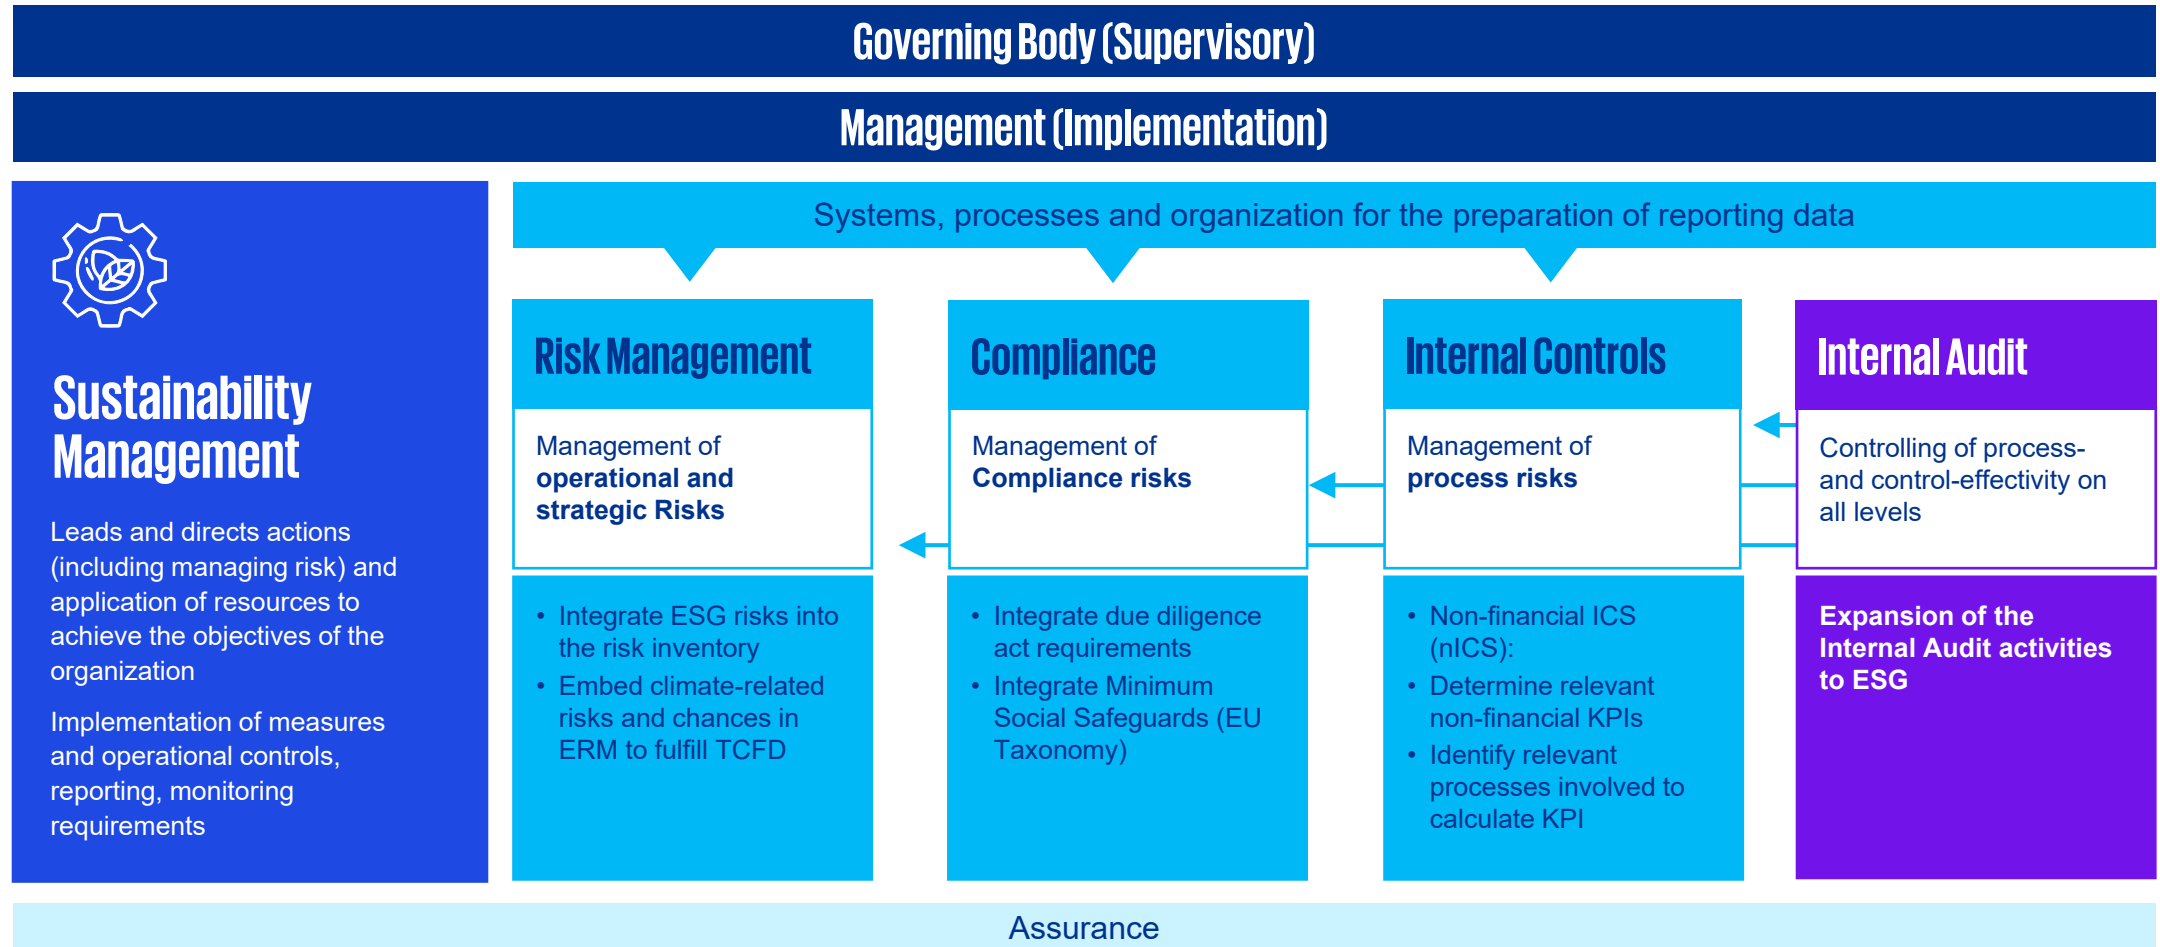 Governing Body (Supervisory)
Management (Implementation)
Sustainability
Management
Leads and directs actions
(including managing risk) and
application of resources to
achieve the objectives of the
organization
Implementation of measures
and operational controls,
reporting, monitoring
requirements
Systems, processes and organization for the preparation of reporting data
Risk Management
Management of
operational and
strategic Risks
• Integrate ESG risks into
the risk inventory
• Embed climate-related
risks and chances in
ERM to fulfill TCFD
Compliance
Management of
Compliance risks
• Integrate due diligence
act requirements
• Integrate Minimum
Social Safeguards (EU
Taxonomy)
Internal Controls
Management of
process risks
• Non-financial ICS
(nICS):
• Determine relevant
non-financial KPIs
• Identify relevant
processes involved to
calculate KPI
Internal Audit
Controlling of process-
and control-effectivity on
all levels
Expansion of the
Internal Audit activities
to ESG
Assurance